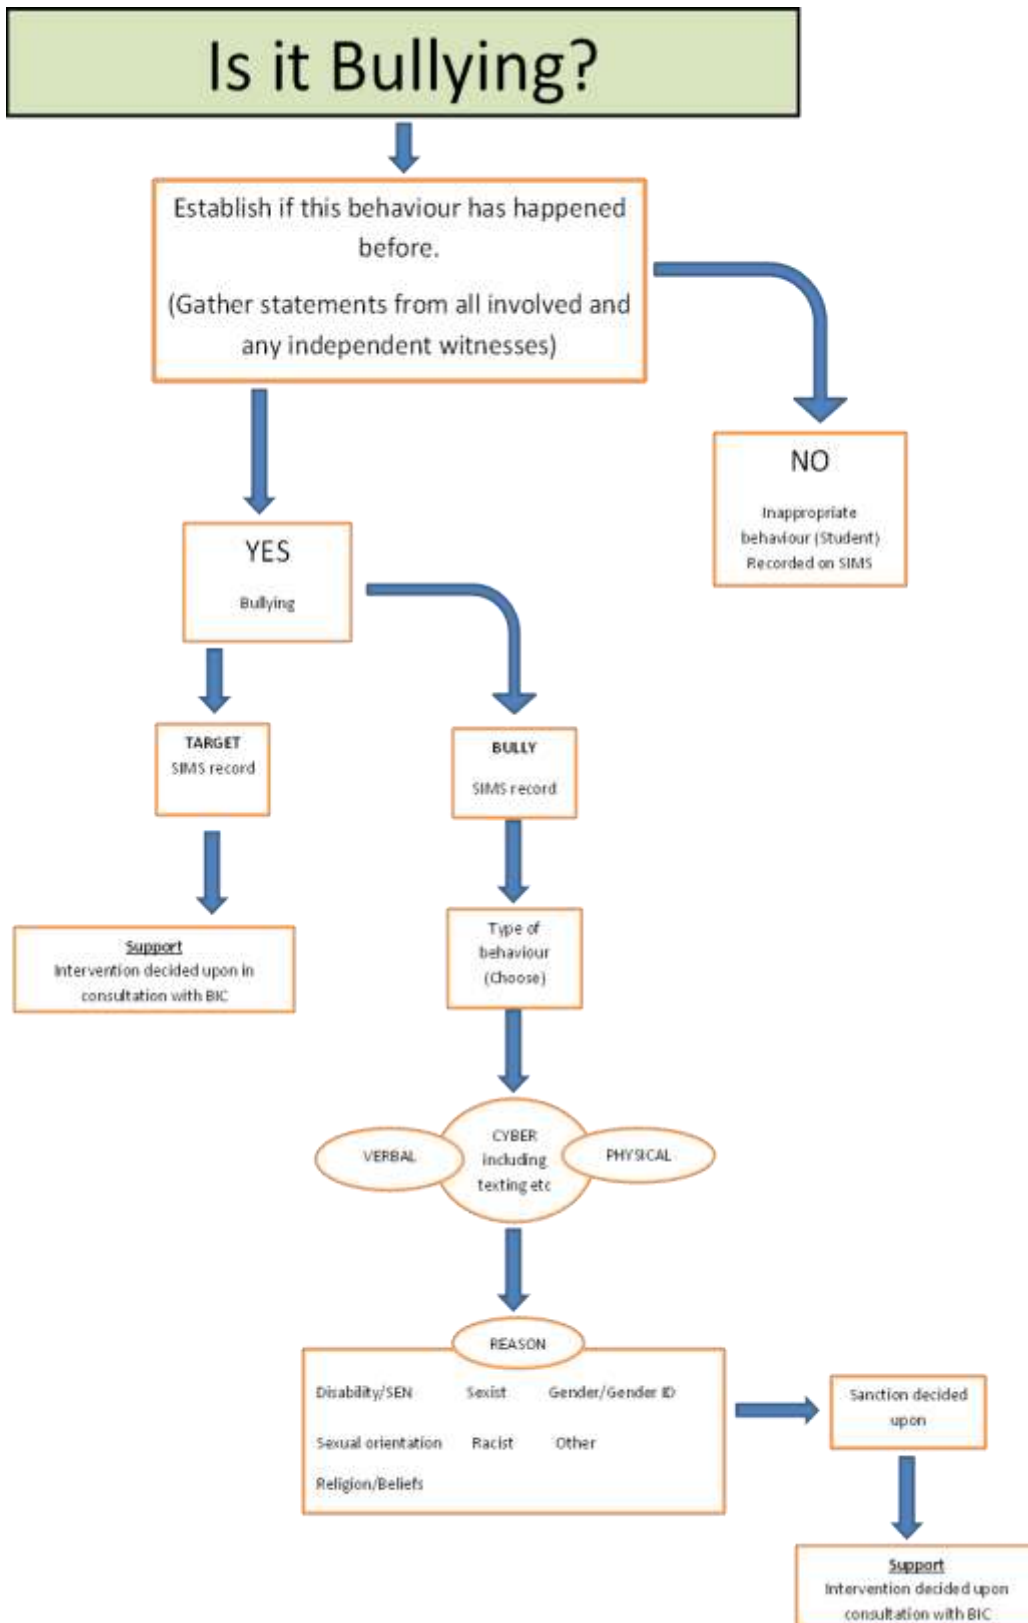 Is it Bullying?
Establish if this behaviour has happened
before.
(Gather statements from all involved and
any independent witnesses)
NO
Inappropriate
behaviour (Student)
Recorded on SIMS
YES
Bullying
TARGET
SIMS record
BULLY
SIMS record
Support
Intervention decided upon in
consultation with BIC
Type of
behaviour
(Choose)
VERBAL
CYBER
including
texting etc
PHYSICAL
REASON
Disability/SEN Sexist Gender/Gender ID
Sexual orientation Racist Other
Religion/Beliefs
Sanction decided
upon
Support
Intervention decided upon
consultation with BIC